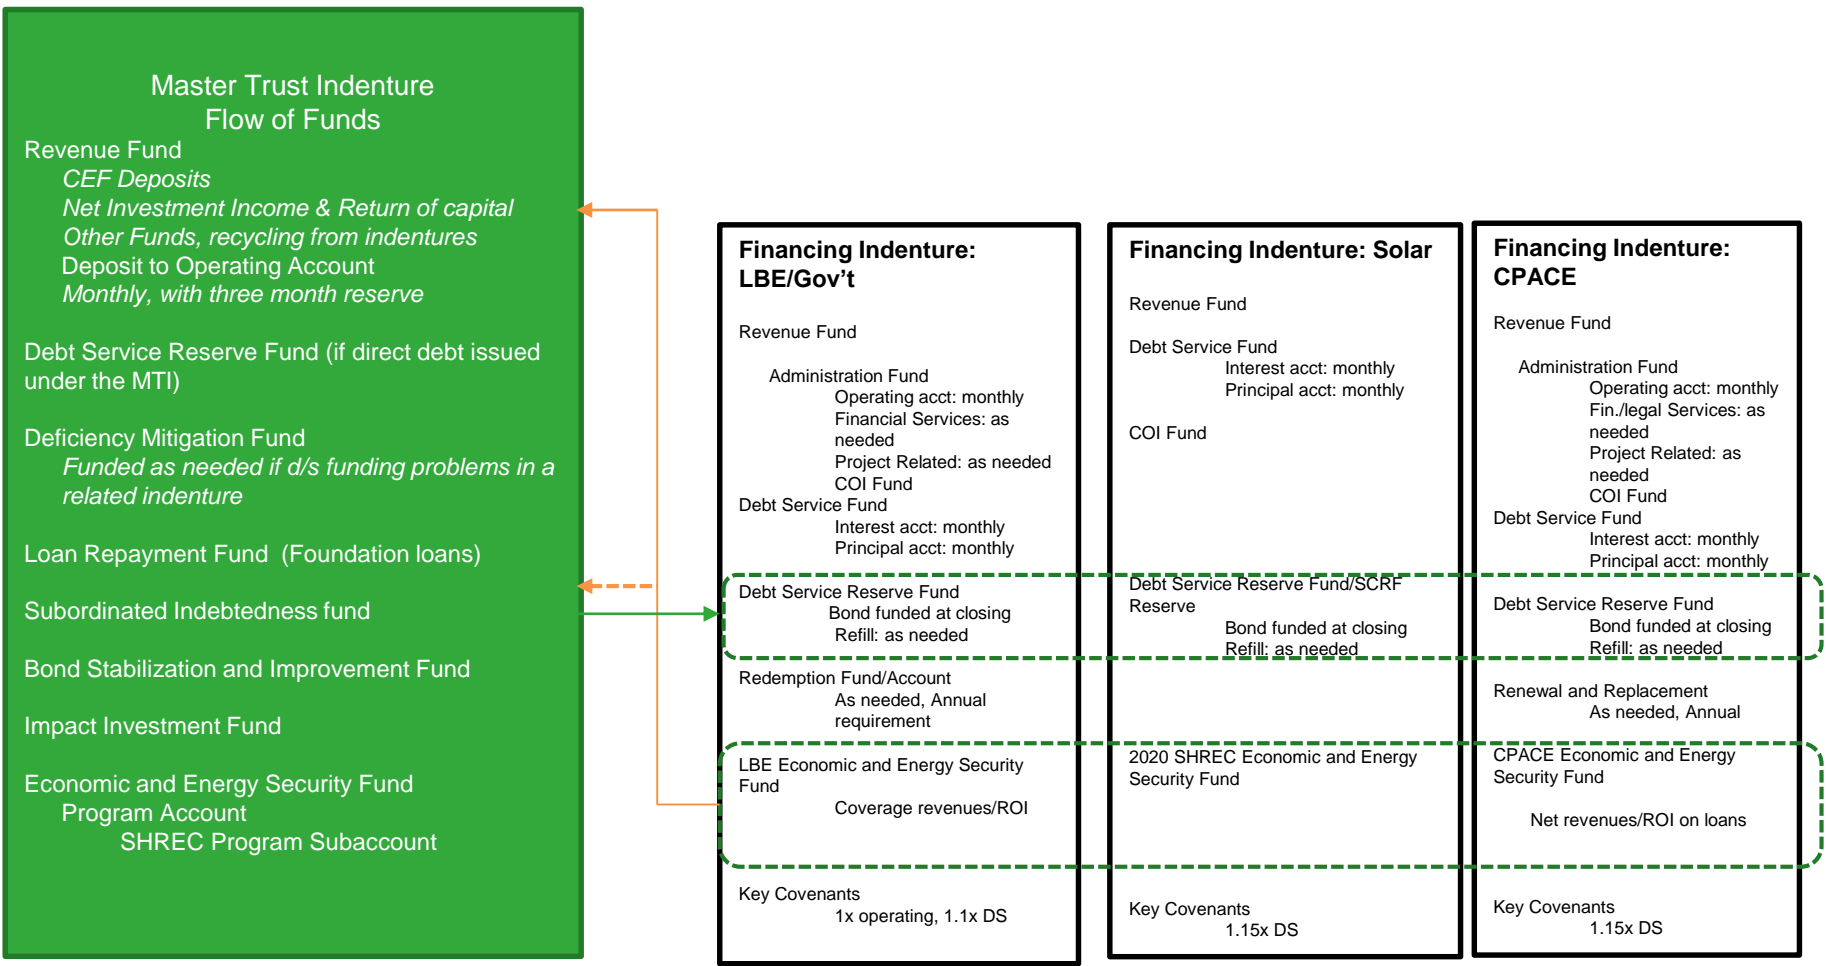 Master Trust Indenture
Flow of Funds
Revenue Fund
CEF Deposits
Net Investment Income & Return of capital
Other Funds, recycling from indentures
Deposit to Operating Account
Monthly, with three month reserve
Debt Service Reserve Fund (if direct debt issued
under the MTI)
Deficiency Mitigation Fund
Funded as needed if d/s funding problems in a
related indenture
Loan Repayment Fund (Foundation loans)
Subordinated Indebtedness fund
Bond Stabilization and Improvement Fund
Impact Investment Fund
Economic and Energy Security Fund
Program Account
SHREC Program Subaccount
Financing Indenture:
LBE/Gov’t
Revenue Fund
Administration Fund
Operating acct: monthly
Financial Services: as
needed
Project Related: as needed
COI Fund
Debt Service Fund
Interest acct: monthly
Principal acct: monthly
Debt Service Reserve Fund
Bond funded at closing
Refill: as needed
Redemption Fund/Account
As needed, Annual
requirement
LBE Economic and Energy Security
Fund
Coverage revenues/ROI
Key Covenants
1x operating, 1.1x DS
Financing Indenture: Solar
Revenue Fund
Debt Service Fund
Interest acct: monthly
Principal acct: monthly
COI Fund
Debt Service Reserve Fund/SCRF
Reserve
Bond funded at closing
Refill: as needed
2020 SHREC Economic and Energy
Security Fund
Key Covenants
1.15x DS
Financing Indenture:
CPACE
Revenue Fund
Administration Fund
Operating acct: monthly
Fin./legal Services: as
needed
Project Related: as
needed
COI Fund
Debt Service Fund
Interest acct: monthly
Principal acct: monthly
Debt Service Reserve Fund
Bond funded at closing
Refill: as needed
Renewal and Replacement
As needed, Annual
CPACE Economic and Energy
Security Fund
Net revenues/ROI on loans
Key Covenants
1.15x DS